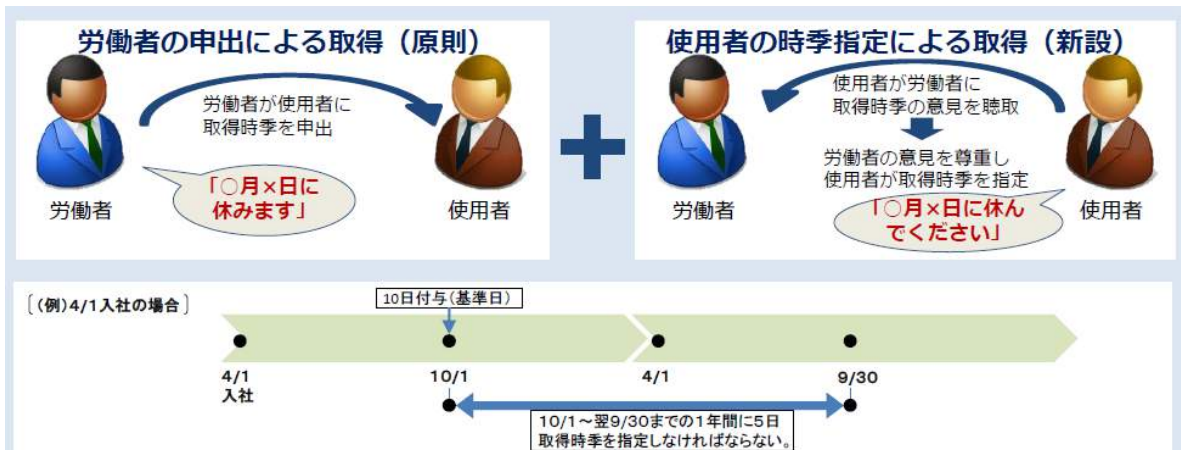 労働者の申出による取得（原則）
労働者が使用者に
取得時季を申出
「○月×日に
休みます」
労働者
使用者
使用者の時季指定による取得（新設）
使用者が労働者に
取得時季の意見を聴取
労働者の意見を尊重し
使用者が取得時季を指定
「○月×日に休ん
でください」
労働者
使用者
［(例)4/1入社の場合］
10日付与(基準日)
4/1
入社
10/1
4/1
9/30
10/1～翌9/30までの1年間に5日
取得時季を指定しなければならない。